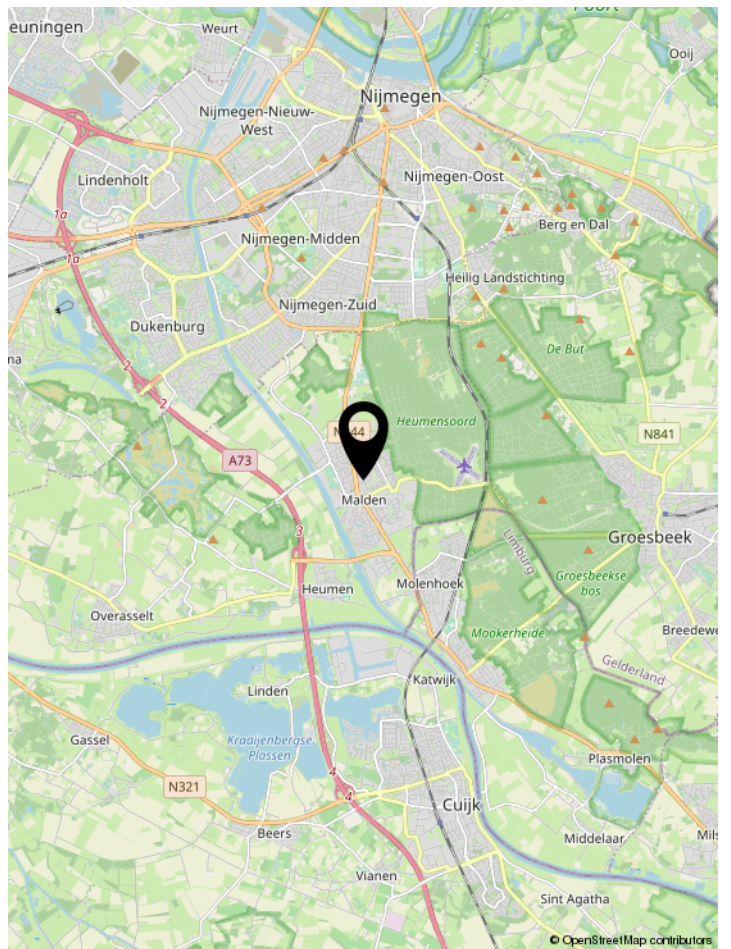 Poort
euningen
Weurt
Ooij
Nijmegen
Nijmegen-Nieuw-
West
Lindenholt
Nijmegen-Oost
1a
Berg en Dal
Nijmegen-Midden
1a
Heilig Landstichting
Nijmegen-Zuid
Dukenburg
De But
ma
2
2
Heumensoord
N841
A73
Malden
3
Groesbeek
Limburg
Groesbeekse
bos
Molenhoek
Heumen
Overasselt
Mookerheide
Breedewe
Gelderland
Katwijk
Linden
Gassel
Kraaijenbergse
Plassen
Plasmolen
4
N321
4
Cuijk
Beers
Middelaar
Mils
Vianen
Sint Agatha
© OpenStreetMap contributors